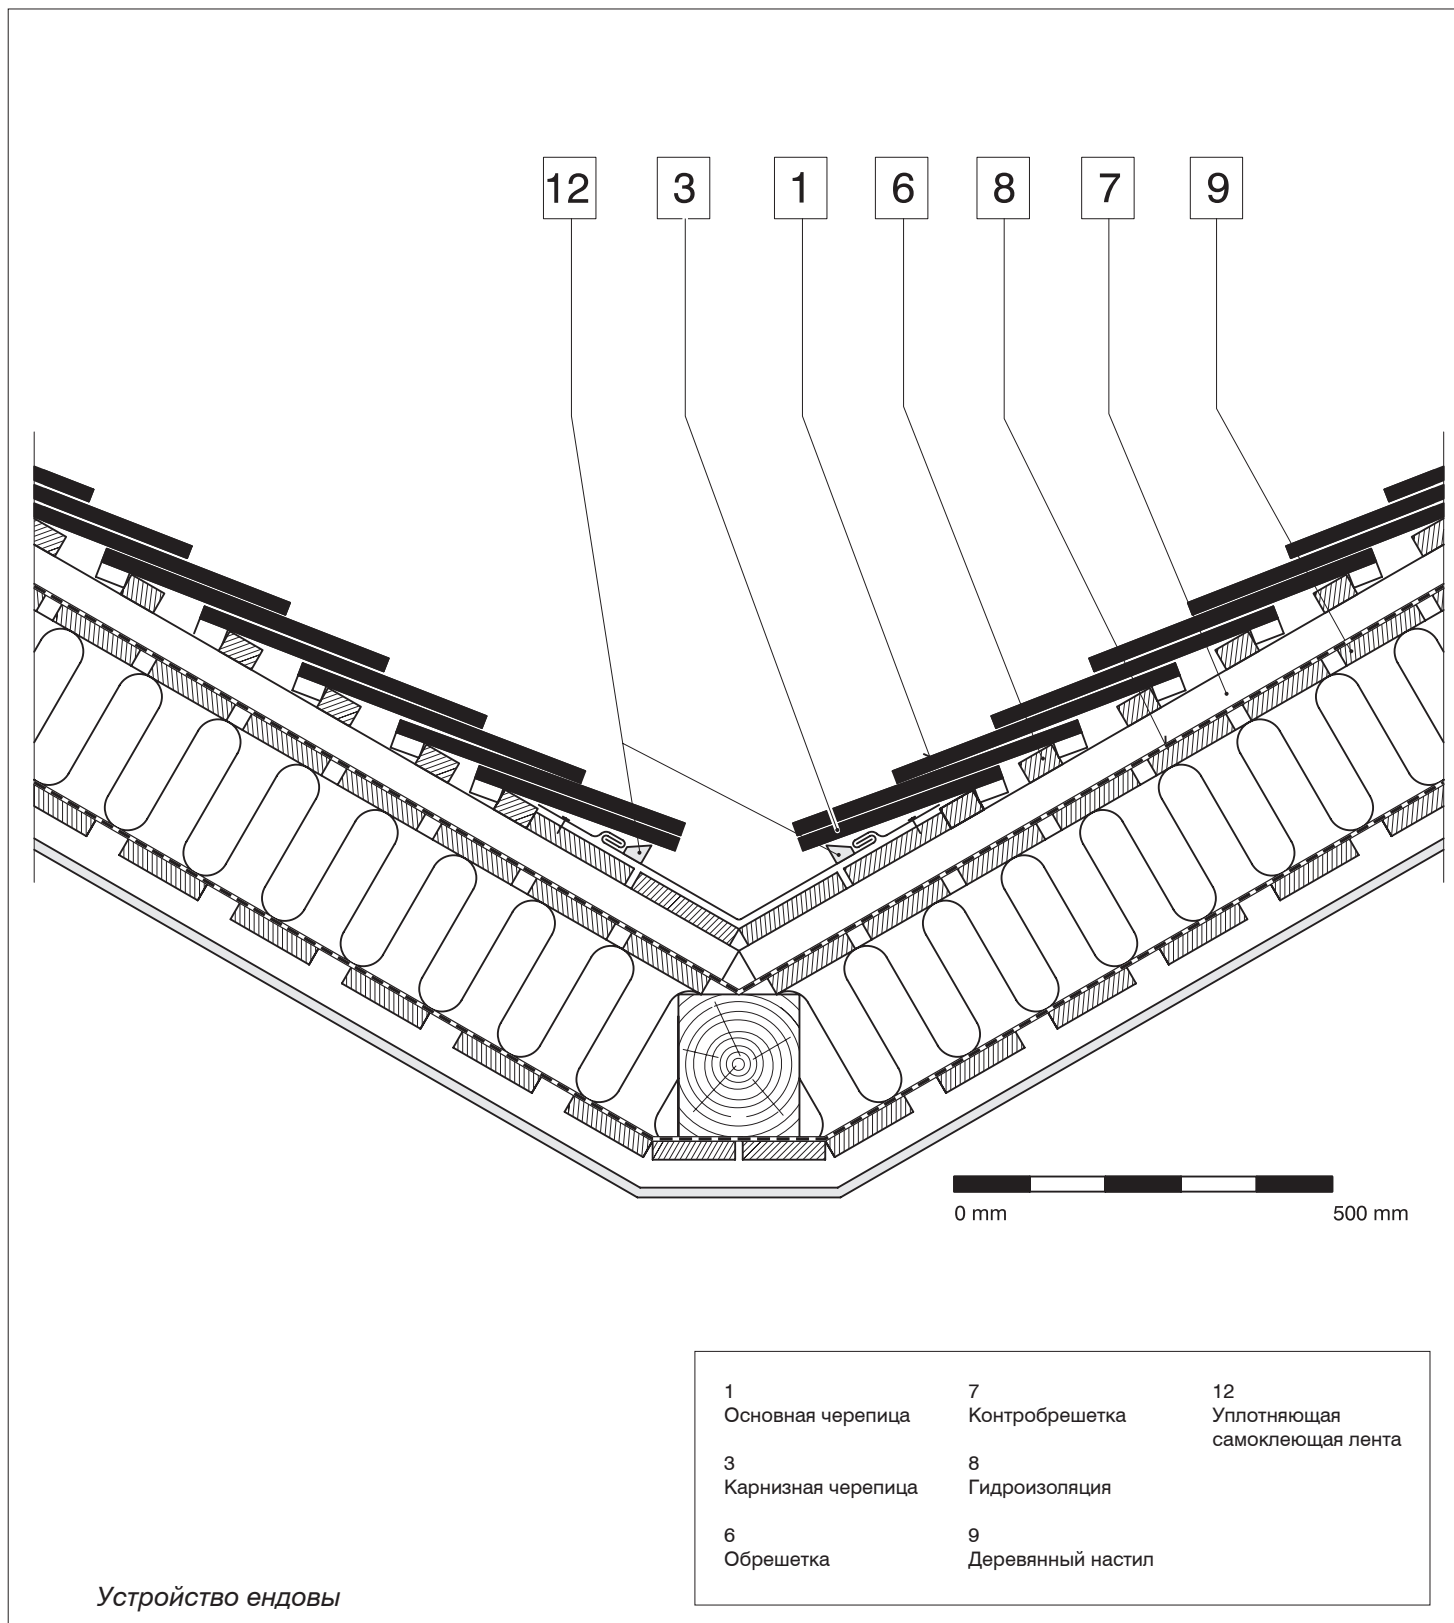 12 3 1 6 8 7 9
0 mm 500 mm
1
Основная черепица
3
Карнизная черепица
6
Обрешетка
7
Контробрешетка
8
Гидроизоляция
9
Деревянный настил
12
Уплотняющая
самоклеющая лента
Устройство ендовы